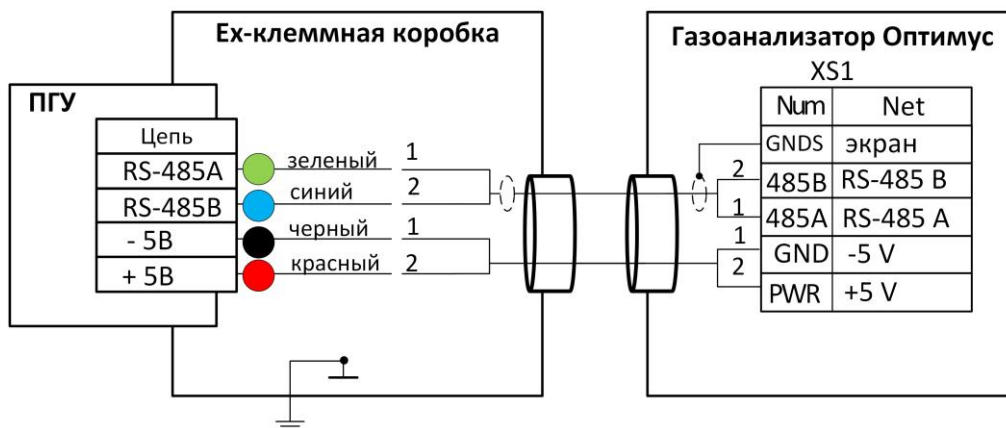 Ex-клеммная коробка
ПГУ
Цепь
RS-485A
RS-485B
- 5В
+ 5В
зеленый 1
синий 2
черный 1
красный 2
Газоанализатор Оптимус
XS1
Num Net
GNDS экран
2 485B RS-485 B
1 485A RS-485 A
1 GND -5 V
2 PWR +5 V